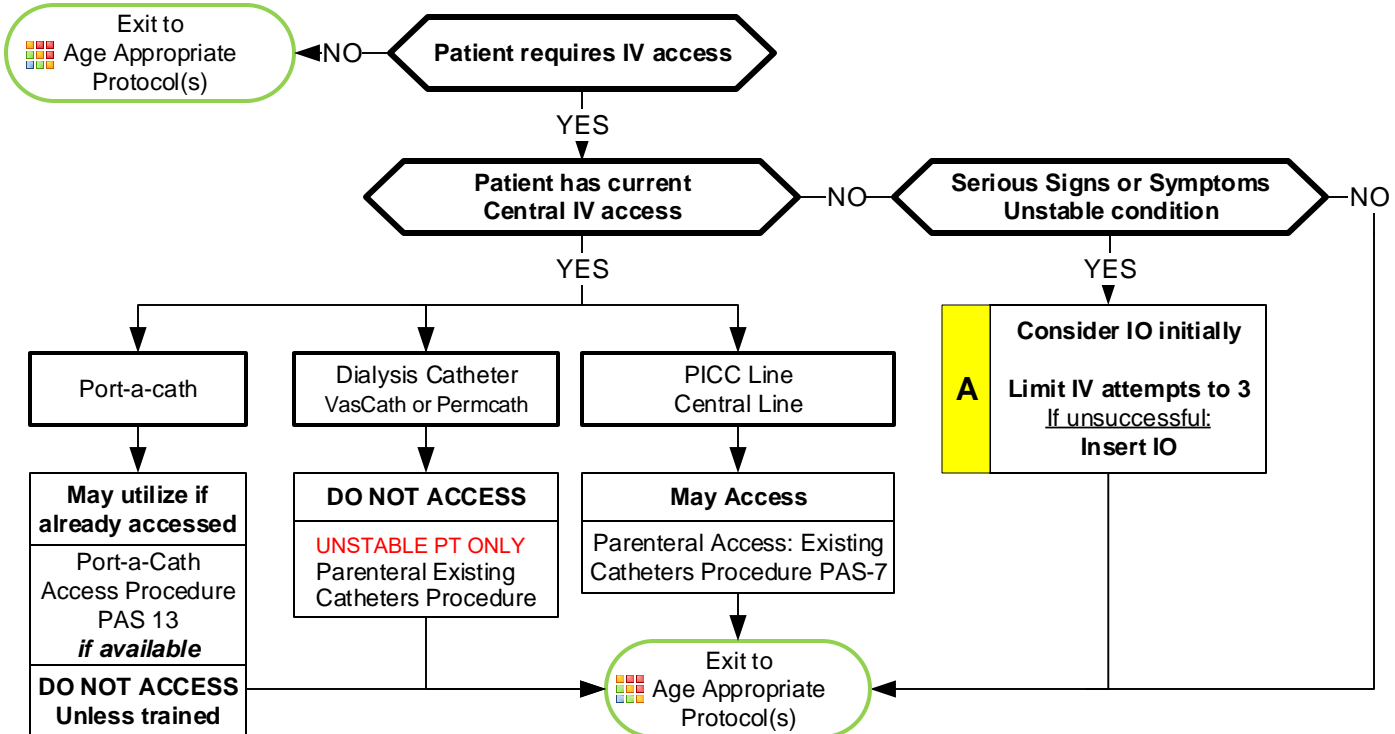 Exit to
Age Appropriate
Protocol(s)
NO
Patient requires IV access
YES
Patient has current
Central IV access
NO
Serious Signs or Symptoms
Unstable condition
NO
YES
YES
Port-a-cath
Dialysis Catheter
VasCath or Permcath
PICC Line
Central Line
A
Consider IO initially
Limit IV attempts to 3
If unsuccessful:
Insert IO
May utilize if
already accessed
Port-a-Cath
Access Procedure
PAS 13
if available
DO NOT ACCESS
Unless trained
DO NOT ACCESS
UNSTABLE PT ONLY
Parenteral Existing
Catheters Procedure
May Access
Parenteral Access: Existing
Catheters Procedure PAS-7
Exit to
Age Appropriate
Protocol(s)